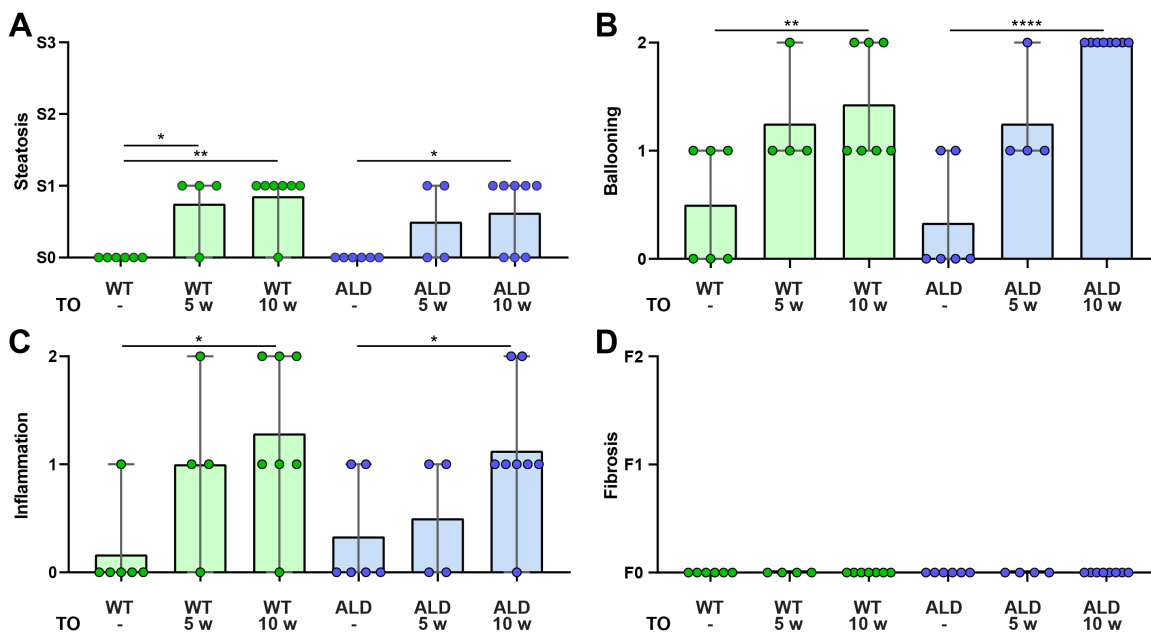 A
Steatosis
S3
S2
S1
S0
*
**
*
WT WT WT ALD ALD ALD
TO - 5 w 10 w - 5 w 10 w
B
Ballooning
2
1
0
**
****
WT WT WT ALD ALD ALD
TO - 5 w 10 w - 5 w 10 w
C
Inflammation
2
1
0
*
*
WT WT WT ALD ALD ALD
TO - 5 w 10 w - 5 w 10 w
D
Fibrosis
F2
F1
F0
WT WT WT ALD ALD ALD
TO - 5 w 10 w - 5 w 10 w